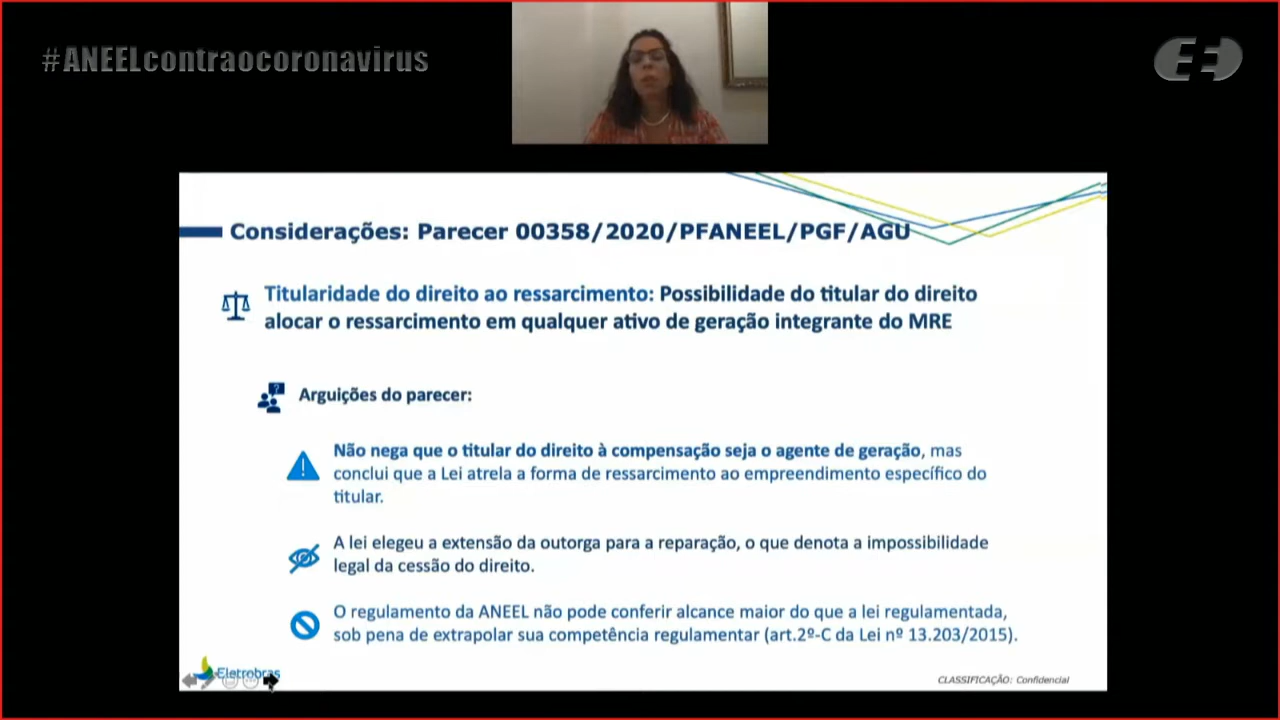 #ANEELcontraocoronavirus
Considerações: Parecer 00358/2020/PFANEEL/PGF/AGU
Titularidade do direito ao ressarcimento: Possibilidade do titular do direito
alocar o ressarcimento em qualquer ativo de geração integrante do MRE
Arguições do parecer:
Não nega que o titular do direito à compensação seja o agente de geração, mas
conclui que a Lei atrela a forma de ressarcimento ao empreendimento específico do
titular.
A lei elegeu a extensão da outorga para a reparação, o que denota a impossibilidade
legal da cessão do direito.
O regulamento da ANEEL não pode conferir alcance maior do que a lei regulamentada,
sob pena de extrapolar sua competência regulamentar (art.2º-C da Lei nº 13.203/2015).
Eletrobras
CLASSIFICAÇÃO: Confidencial